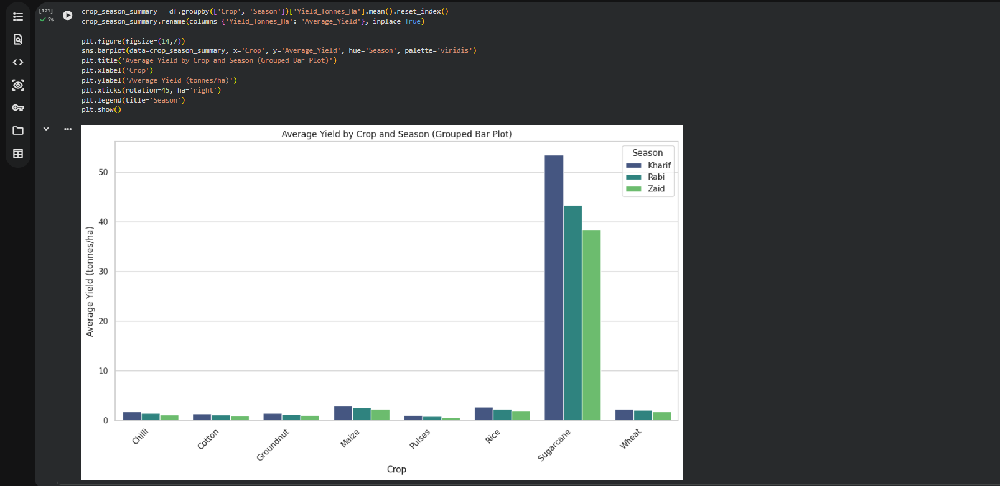 [121]
2s
crop_season_summary = df.groupby(['Crop', 'Season'])['Yield_Tonnes_Ha'].mean().reset_index()
crop_season_summary.rename(columns={'Yield_Tonnes_Ha': 'Average_Yield'}, inplace=True)
plt.figure(figsize=(14,7))
sns.barplot(data=crop_season_summary, x='Crop', y='Average_Yield', hue='Season', palette='viridis')
plt.title('Average Yield by Crop and Season (Grouped Bar Plot)')
plt.xlabel('Crop')
plt.ylabel('Average Yield (tonnes/ha)')
plt.xticks(rotation=45, ha='right')
plt.legend(title='Season')
plt.show()
Average Yield by Crop and Season (Grouped Bar Plot)
Season
Kharif
Rabi
Zaid
Average Yield (tonnes/ha)
50
40
30
20
10
0
Chilli
Cotton
Groundnut
Maize
Pulses
Rice
Sugarcane
Wheat
Crop